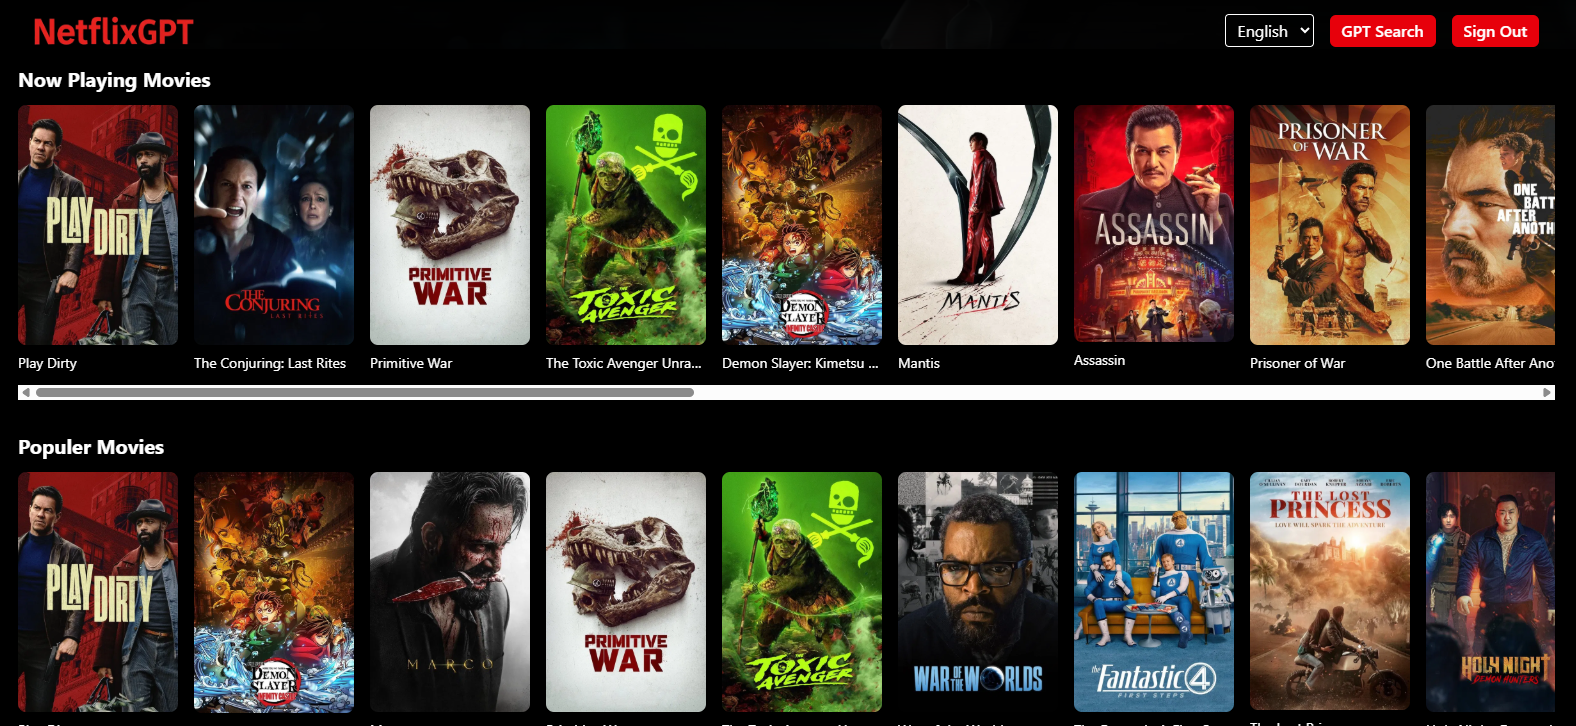 NetflixGPT
English
GPT Search
Sign Out
Now Playing Movies
PLAY DIRTY
THE CONJURING
LAST RITES
PRIMITIVE
WAR
THE TOXIC
AVENGER
DEMON
SLAYER
INFINITY CASTLE
MANTIS
ASSASSIN
PRISONER
OF WAR
ONE
BATT
AFTER
ANOTH
Play Dirty
The Conjuring: Last Rites
Primitive War
The Toxic Avenger Unra...
Demon Slayer: Kimetsu ...
Mantis
Assassin
Prisoner of War
One Battle After Ano
Populer Movies
PLAY DIRTY
DEMON
SLAYER
INFINITY CASTLE
MARCO
PRIMITIVE
WAR
THE TOXIC
AVENGER
WAR OF THE WORLDS
the Fantastic 4
FIRST STEPS
THE LOST
PRINCESS
LOVE WILL SPARK THE ADVENTURE
HOLY NIGHT
DEMON HUNTERS